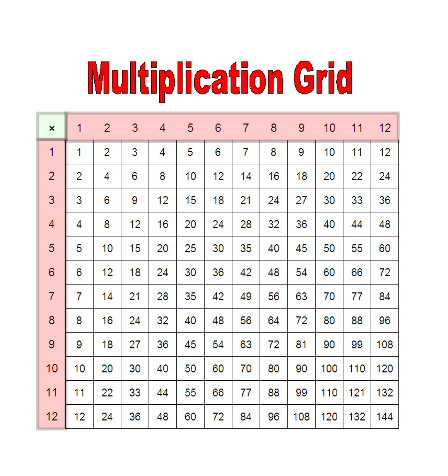 Multiplication Grid
× 1 2 3 4 5 6 7 8 9 10 11 12
1 1 2 3 4 5 6 7 8 9 10 11 12
2 2 4 6 8 10 12 14 16 18 20 22 24
3 3 6 9 12 15 18 21 24 27 30 33 36
4 4 8 12 16 20 24 28 32 36 40 44 48
5 5 10 15 20 25 30 35 40 45 50 55 60
6 6 12 18 24 30 36 42 48 54 60 66 72
7 7 14 21 28 35 42 49 56 63 70 77 84
8 8 16 24 32 40 48 56 64 72 80 88 96
9 9 18 27 36 45 54 63 72 81 90 99 108
10 10 20 30 40 50 60 70 80 90 100 110 120
11 11 22 33 44 55 66 77 88 99 110 121 132
12 12 24 36 48 60 72 84 96 108 120 132 144